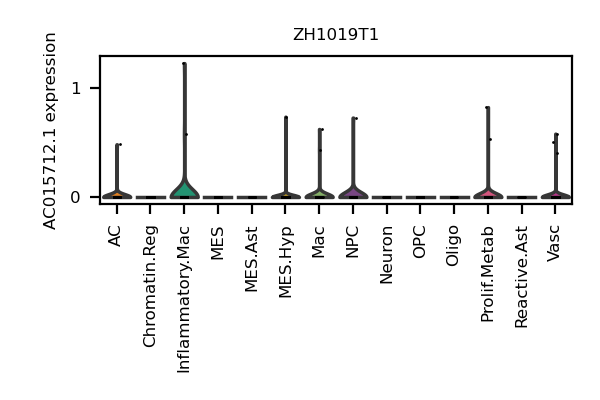 ZH1019T1
AC015712.1 expression
1
0
AC
Chromatin.Reg
Inflammatory.Mac
MES
MES.Ast
MES.Hyp
Mac
NPC
Neuron
OPC
Oligo
Prolif.Metab
Reactive.Ast
Vasc